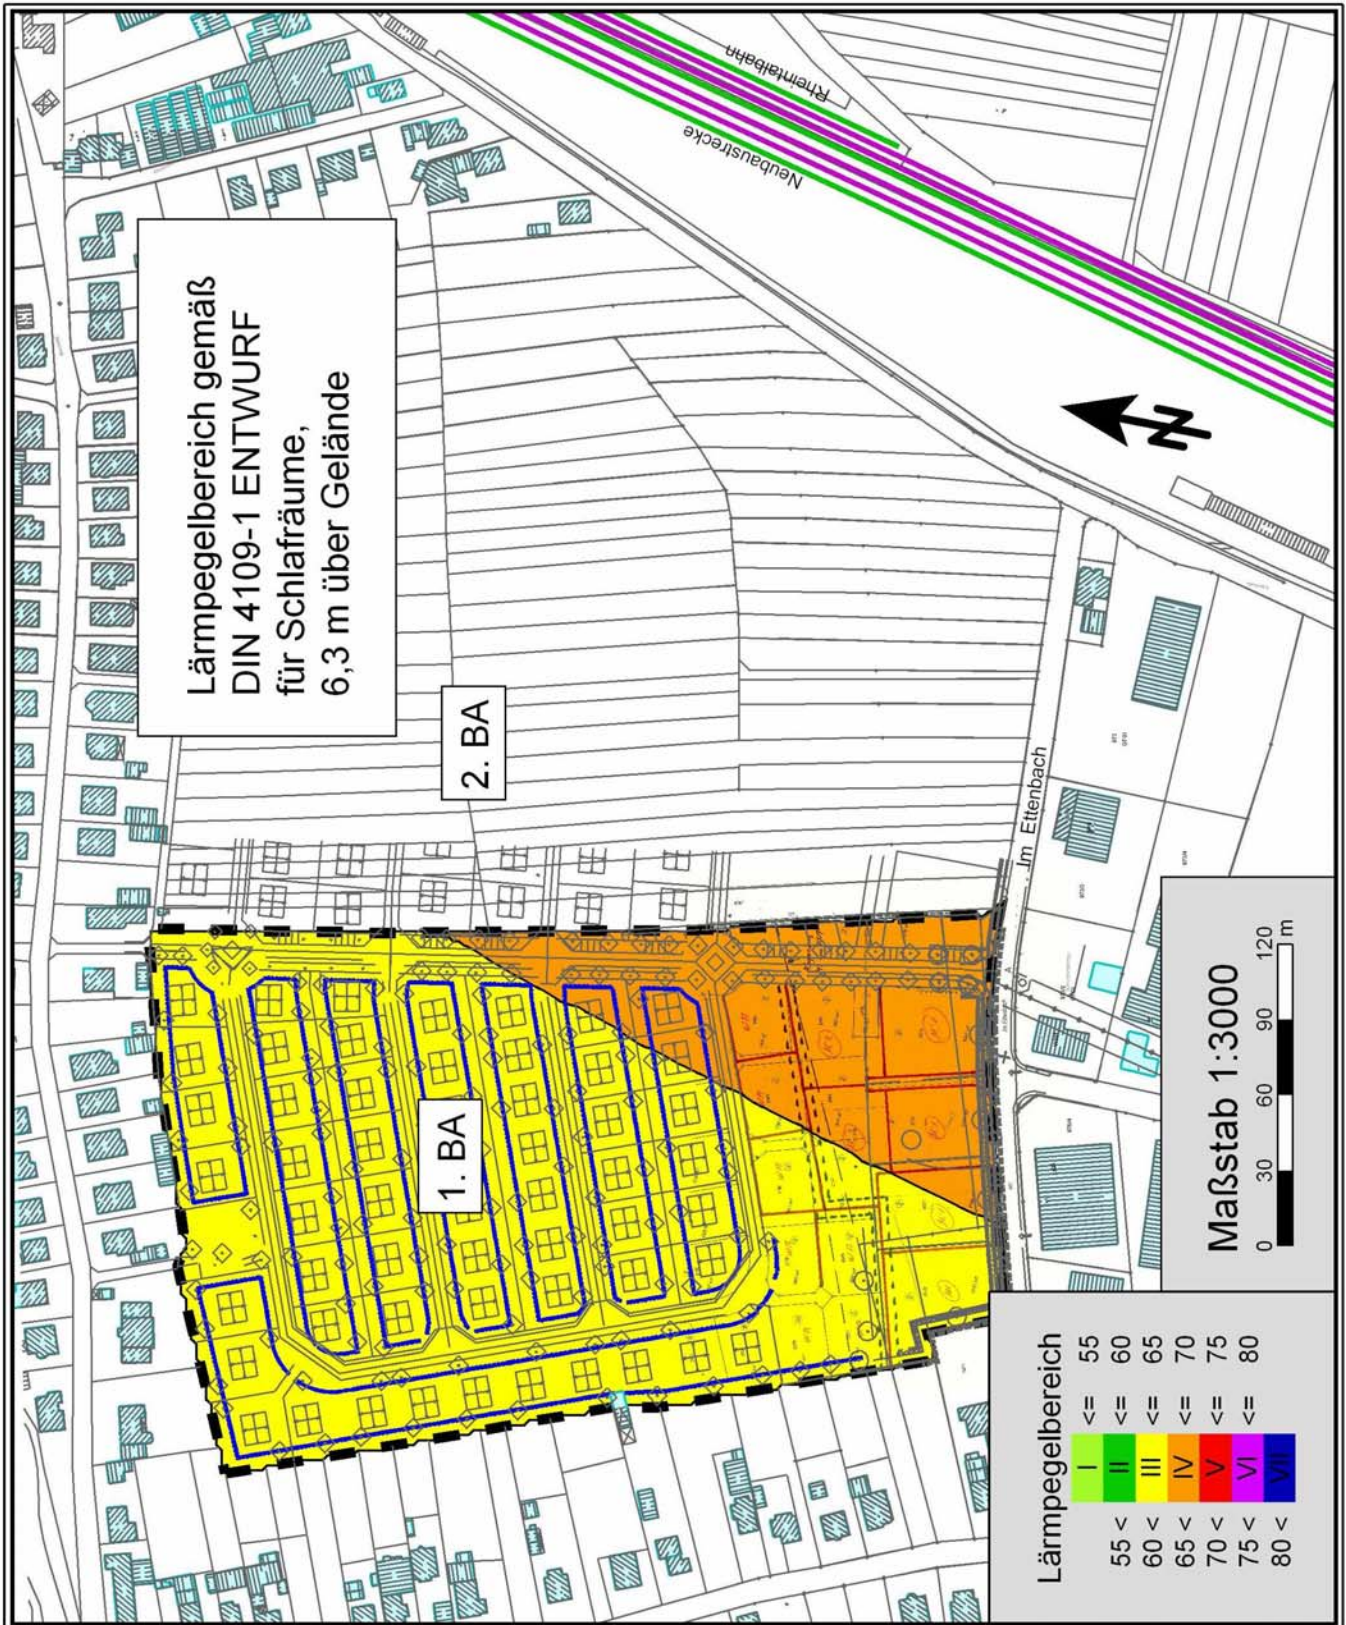 Lärmpegelbereich gemäß
DIN 4109-1 ENTWURF
für Schlafräume,
6,3 m über Gelände
Rheintalbahn
Neubaustrecke
2. BA
1. BA
Im Ettenbach
N
Maßstab 1:3000
0 30 60 90 120
m
Lärmpegelbereich
I <= 55
55 < II <= 60
60 < III <= 65
65 < IV <= 70
70 < V <= 75
75 < VI <= 80
80 < VII